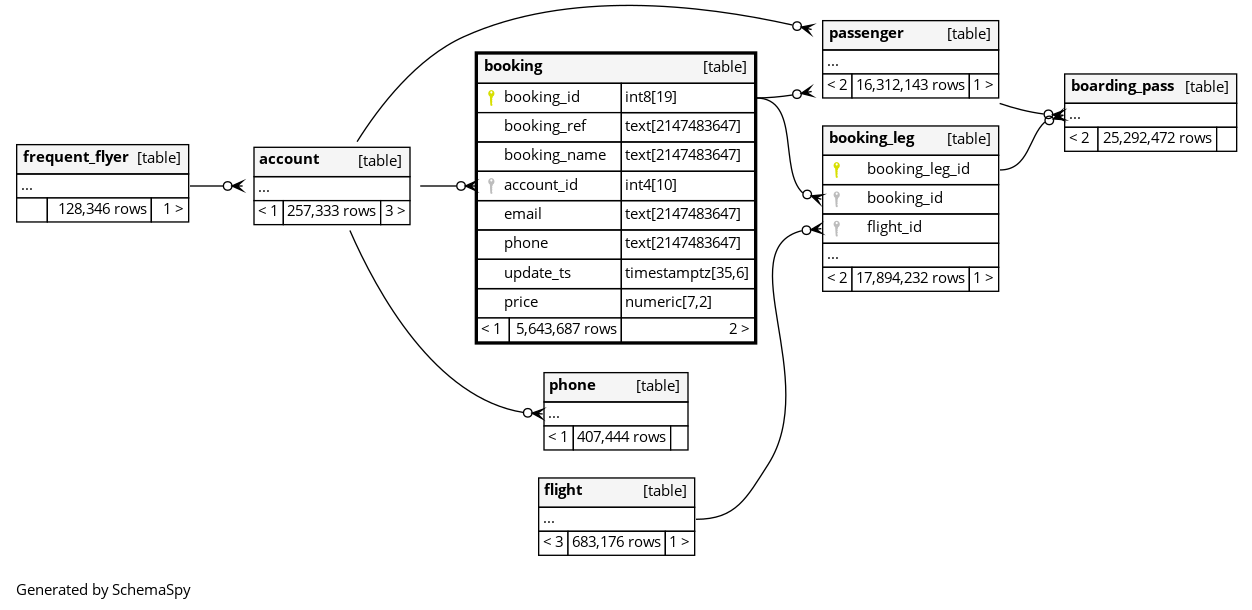 frequent_flyer [table]
...
128,346 rows 1 >
account [table]
...
< 1 257,333 rows 3 >
booking [table]
booking_id int8[19]
booking_ref text[2147483647]
booking_name text[2147483647]
account_id int4[10]
email text[2147483647]
phone text[2147483647]
update_ts timestamptz[35,6]
price numeric[7,2]
< 1 5,643,687 rows 2 >
phone [table]
...
< 1 407,444 rows
flight [table]
...
< 3 683,176 rows 1 >
passenger [table]
...
< 2 16,312,143 rows 1 >
booking_leg [table]
booking_leg_id
booking_id
flight_id
...
< 2 17,894,232 rows 1 >
boarding_pass [table]
...
< 2 25,292,472 rows
Generated by SchemaSpy